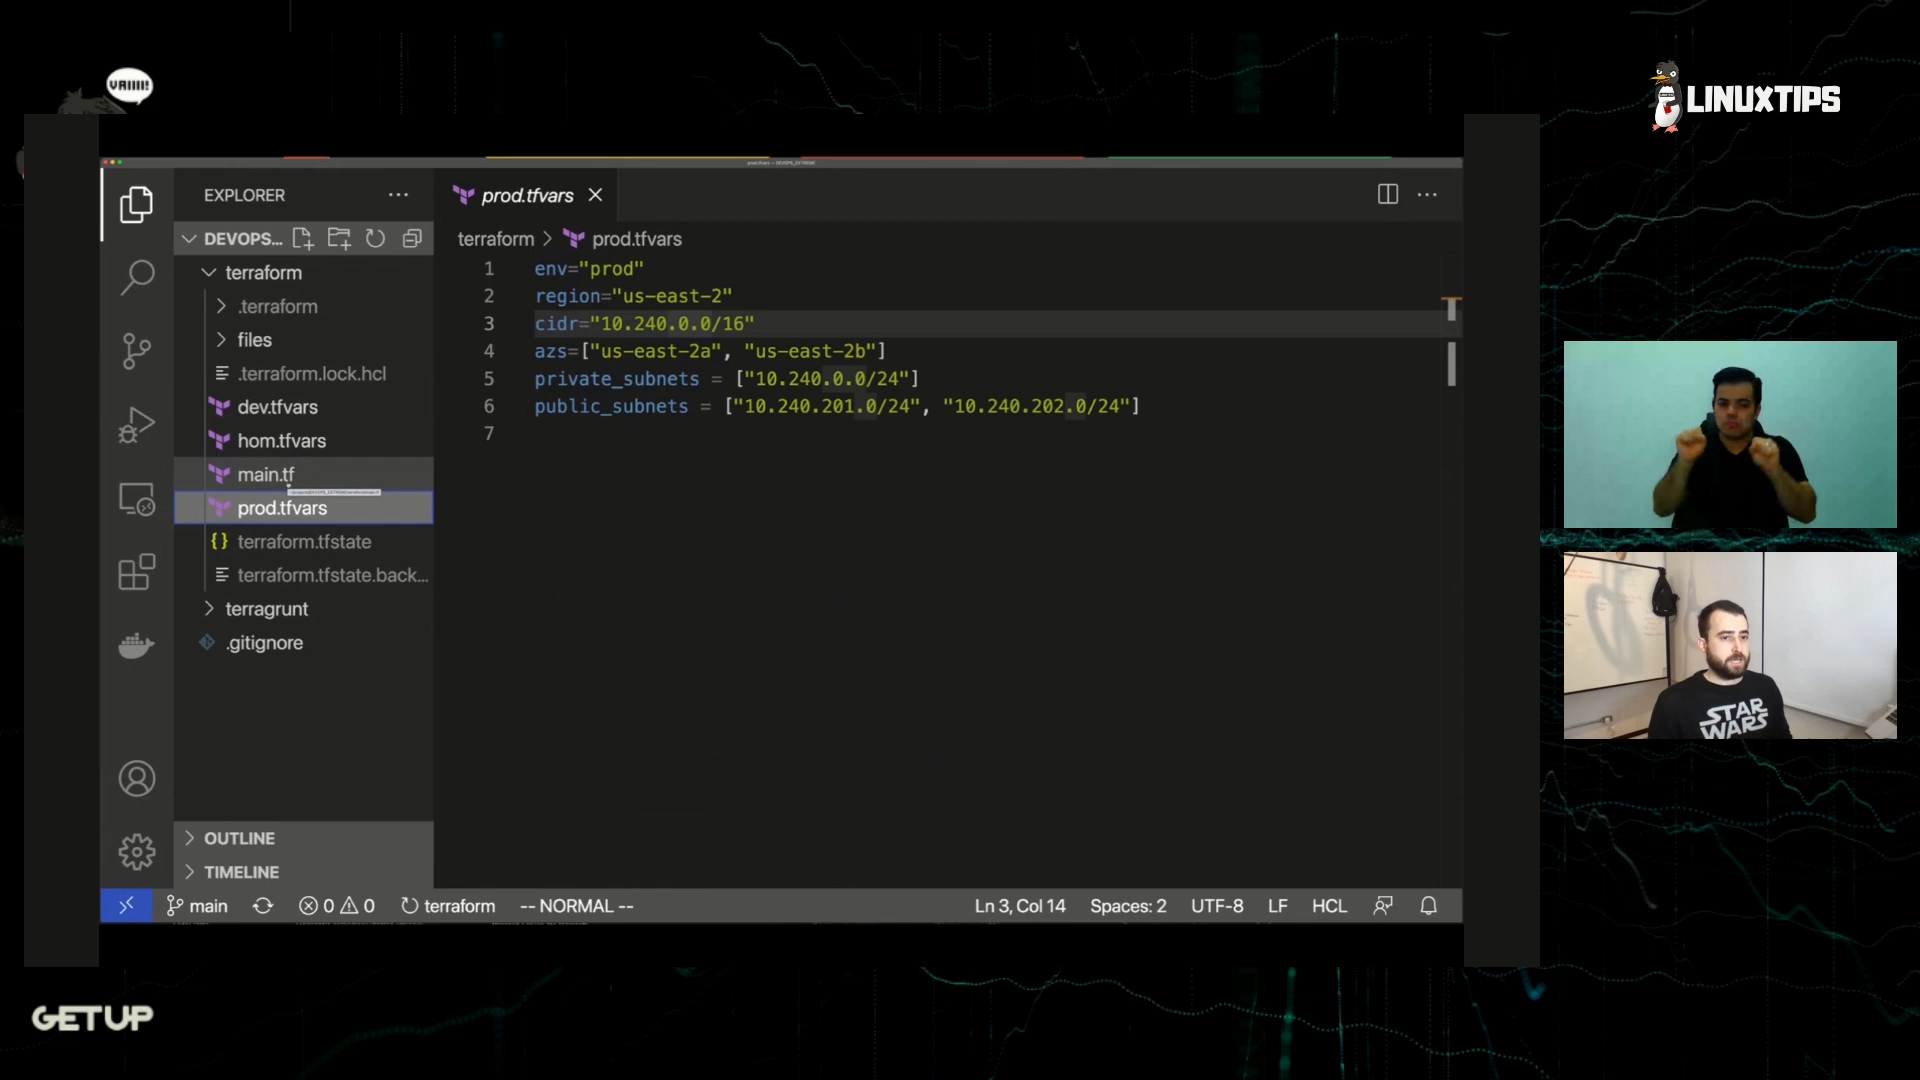 VAIIII!
LINUXTIPS
prod.tfvars — DEVOPS_EXTREME
EXPLORER
prod.tfvars
DEVOPS...
terraform > prod.tfvars
terraform
.terraform
files
.terraform.lock.hcl
dev.tfvars
hom.tfvars
main.tf
prod.tfvars
terraform.tfstate
terraform.tfstate.back...
terragrunt
.gitignore
1 env="prod"
2 region="us-east-2"
3 cidr="10.240.0.0/16"
4 azs=["us-east-2a", "us-east-2b"]
5 private_subnets = ["10.240.0.0/24"]
6 public_subnets = ["10.240.201.0/24", "10.240.202.0/24"]
7
STAR
WARS
OUTLINE
TIMELINE
main 0 0 terraform -- NORMAL -- Ln 3, Col 14 Spaces: 2 UTF-8 LF HCL
GETUP